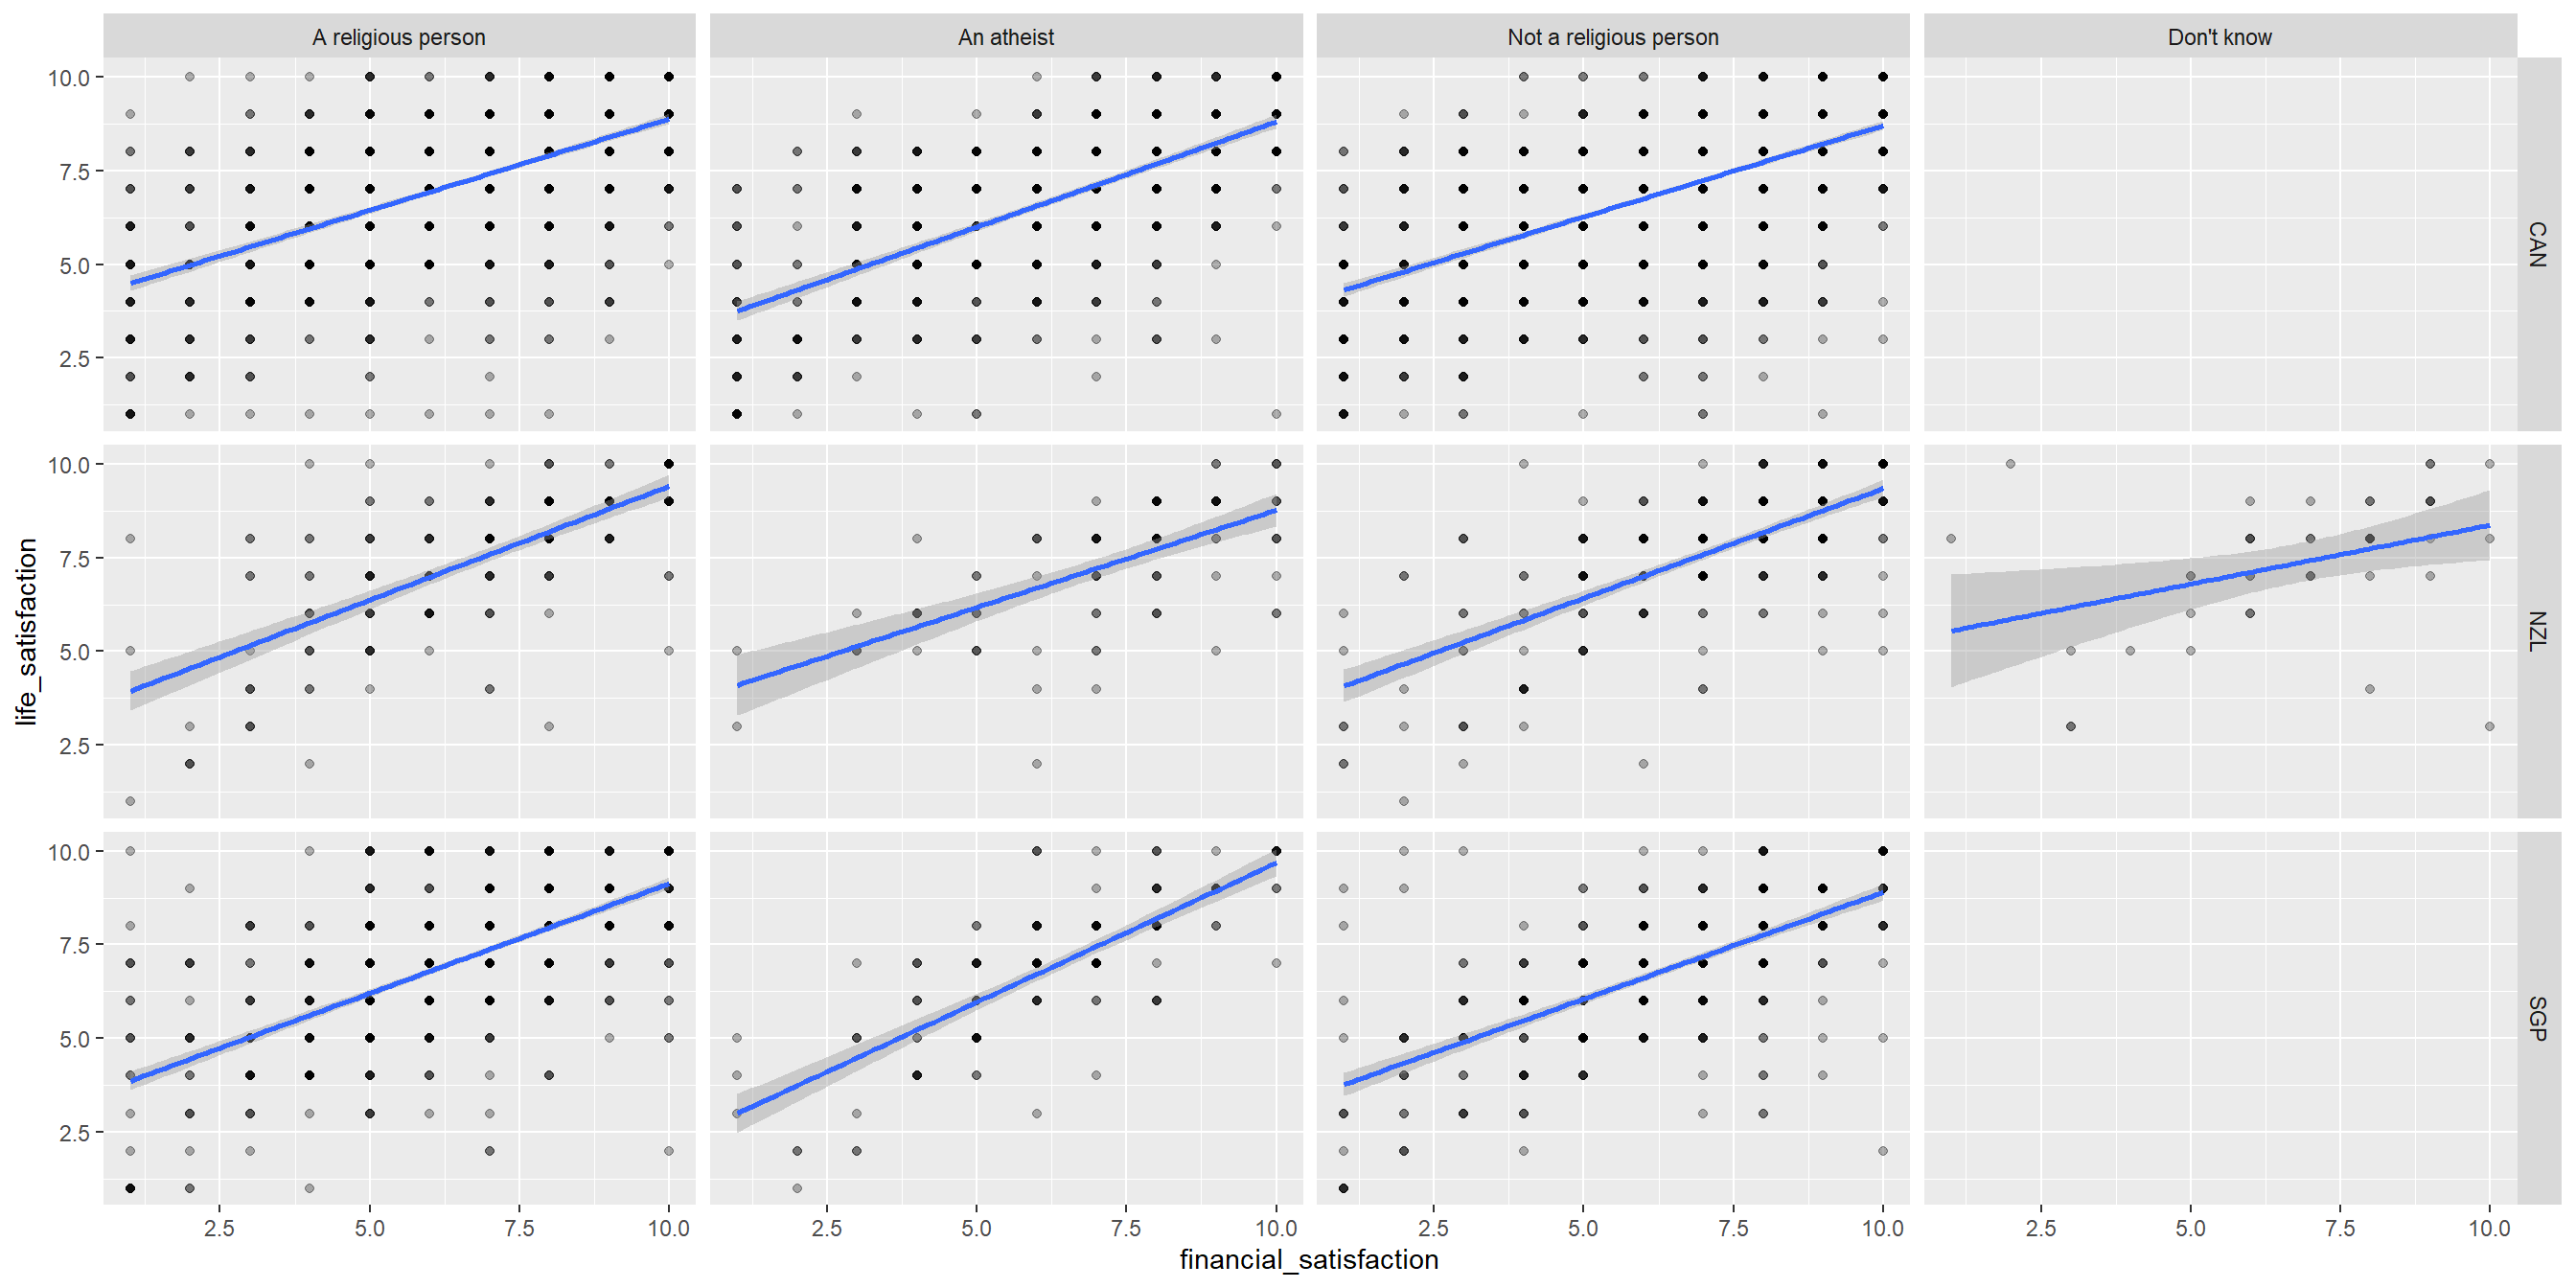 A religious person
An atheist
Not a religious person
Don't know
10.0
7.5
5.0
2.5
CAN
10.0
7.5
5.0
2.5
NZL
10.0
7.5
5.0
2.5
SGP
life_satisfaction
2.5 5.0 7.5 10.0
2.5 5.0 7.5 10.0
2.5 5.0 7.5 10.0
2.5 5.0 7.5 10.0
financial_satisfaction